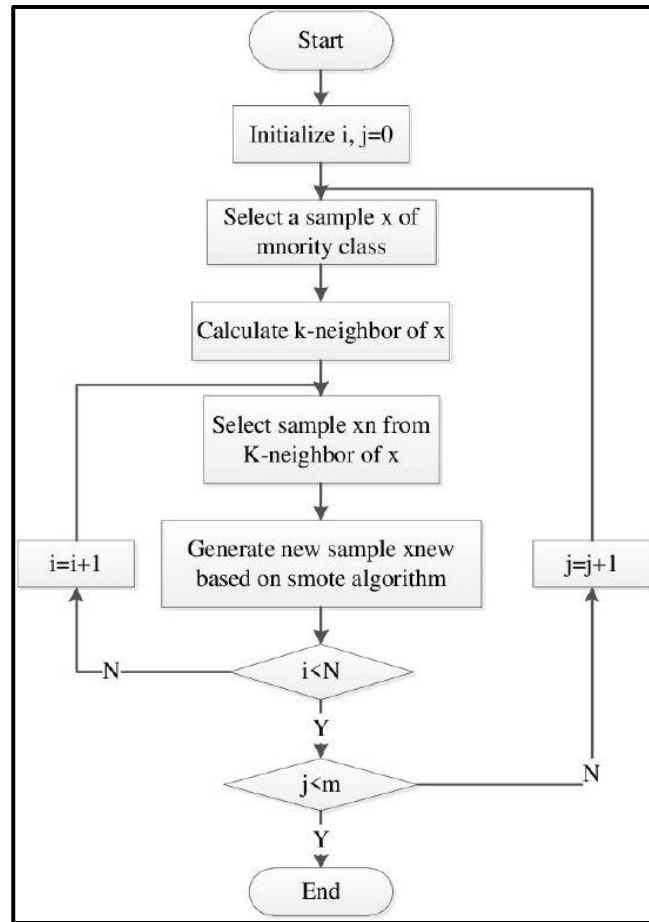 Start
Initialize i, j=0
Select a sample x of
mnority class
Calculate k-neighbor of x
Select sample xn from
K-neighbor of x
Generate new sample xnew
based on smote algorithm
i=i+1
j=j+1
i<N
N
Y
j<m
N
Y
End